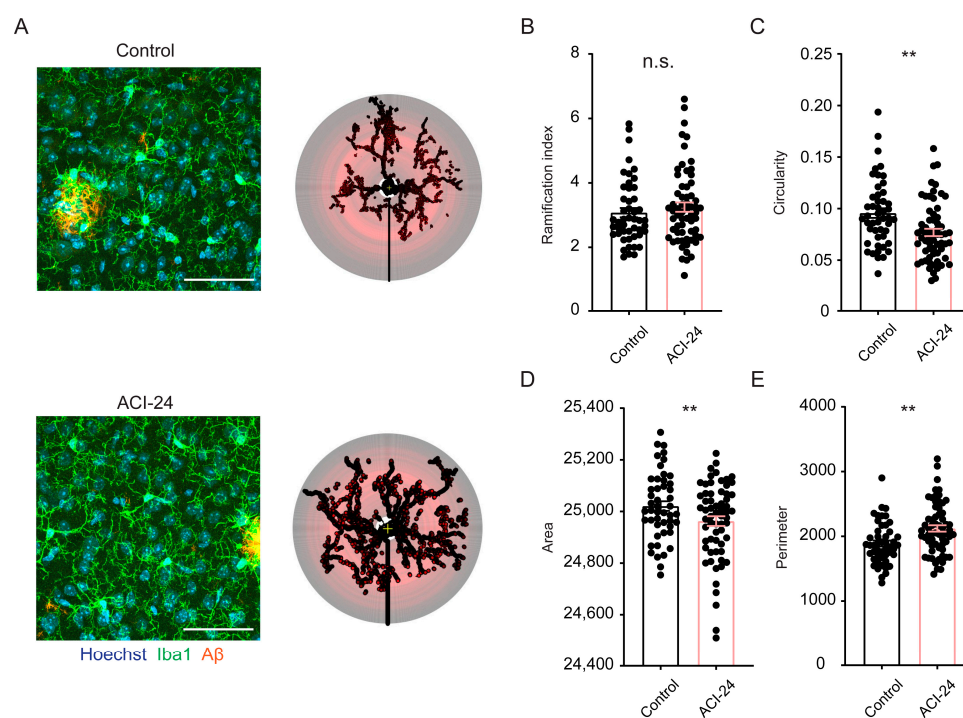 A
Control
ACI-24
Hoechst Iba1 Aβ
B
Ramification index
8
6
4
2
0
n.s.
Control
ACI-24
C
Circularity
0.25
0.20
0.15
0.10
0.05
0
**
Control
ACI-24
D
Area
25,400
25,200
25,000
24,800
24,600
24,400
**
Control
ACI-24
E
Perimeter
4000
3000
2000
1000
0
**
Control
ACI-24